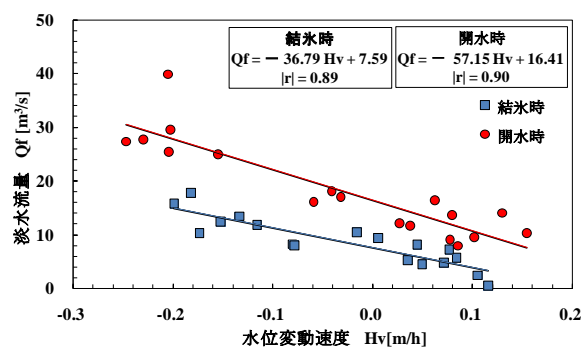 結氷時
Qf = − 36.79 Hv + 7.59
|r| = 0.89
開水時
Qf = − 57.15 Hv + 16.41
|r| = 0.90
結氷時
開水時
淡水流量 Qf [m³/s]
50
40
30
20
10
0
-0.3
-0.2
-0.1
0.0
0.1
0.2
水位変動速度 Hv[m/h]